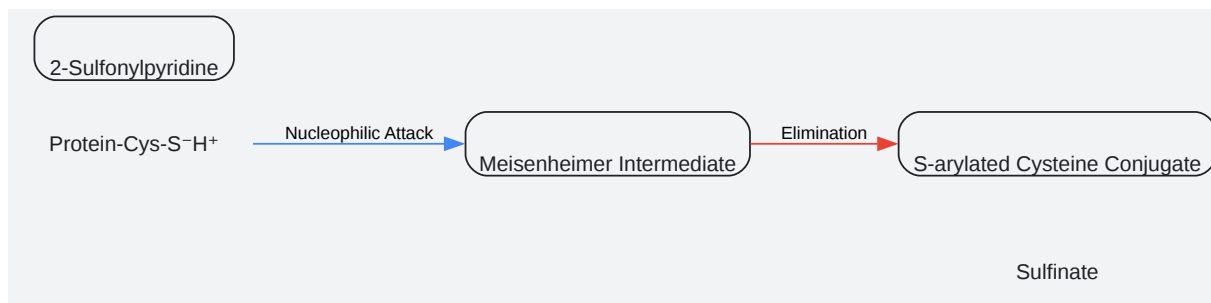 2-Sulfonylpyridine
Protein-Cys-S⁻H⁺
Nucleophilic Attack
Meisenheimer Intermediate
Elimination
S-arylated Cysteine Conjugate
Sulfinate